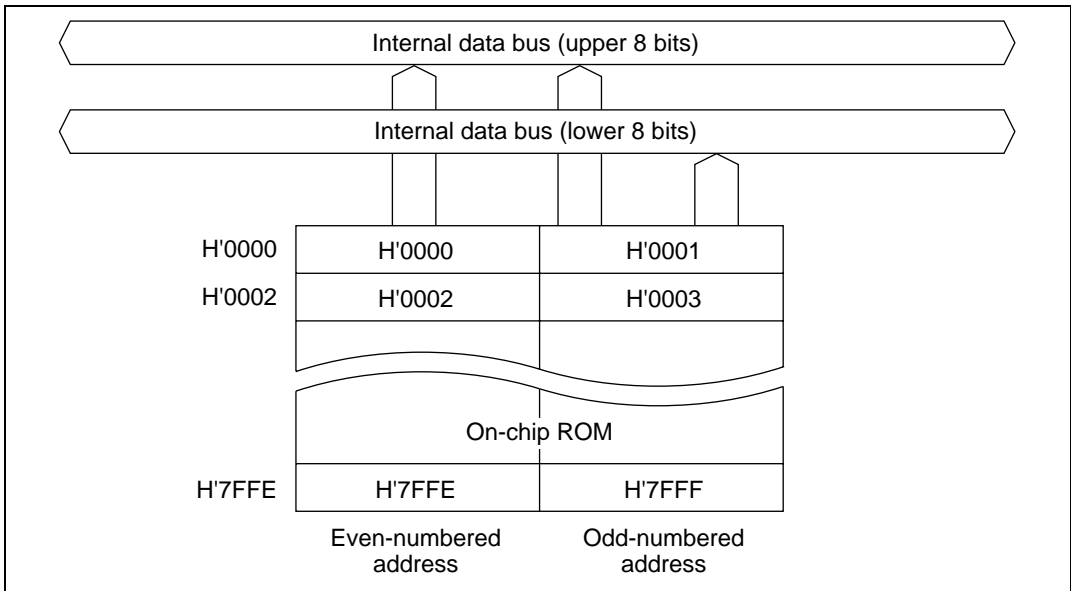 Internal data bus (upper 8 bits)
Internal data bus (lower 8 bits)
H'0000 H'0000 H'0001
H'0002 H'0002 H'0003
On-chip ROM
H'7FFE H'7FFE H'7FFF
Even-numbered address
Odd-numbered address